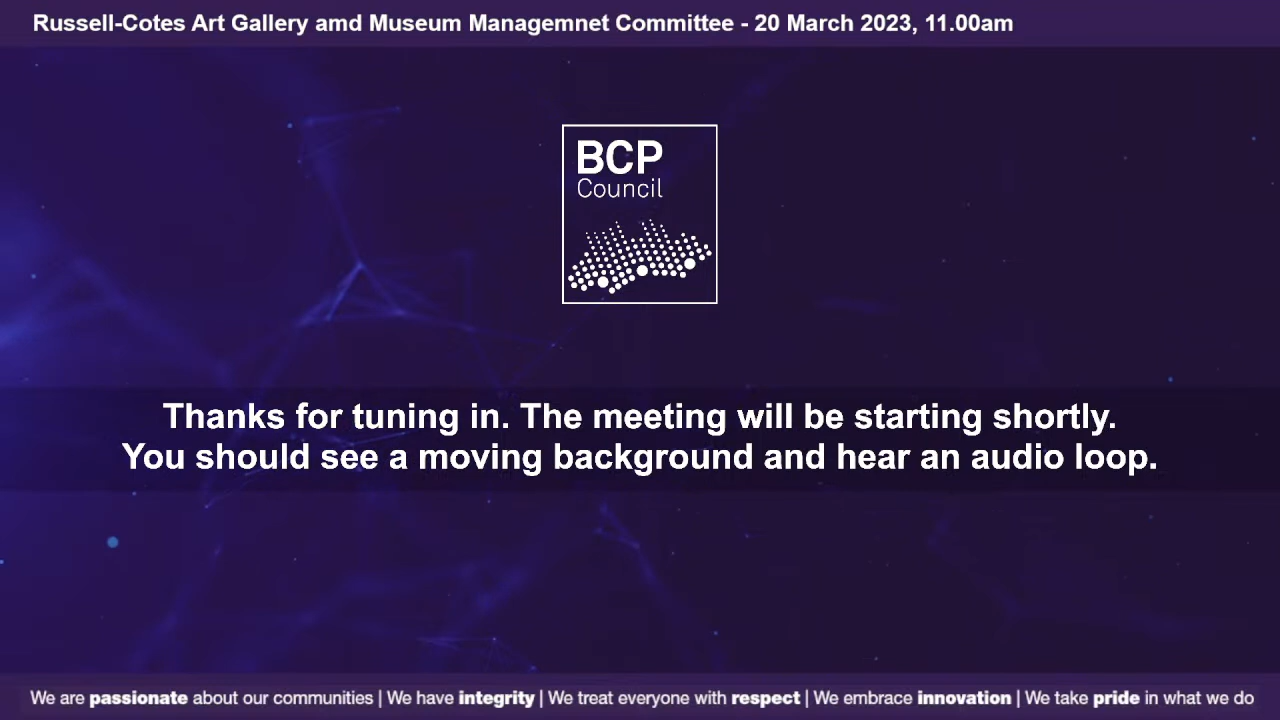 Russell-Cotes Art Gallery amd Museum Managemnet Committee - 20 March 2023, 11.00am
BCP
Council
Thanks for tuning in. The meeting will be starting shortly.
You should see a moving background and hear an audio loop.
We are passionate about our communities | We have integrity | We treat everyone with respect | We embrace innovation | We take pride in what we do